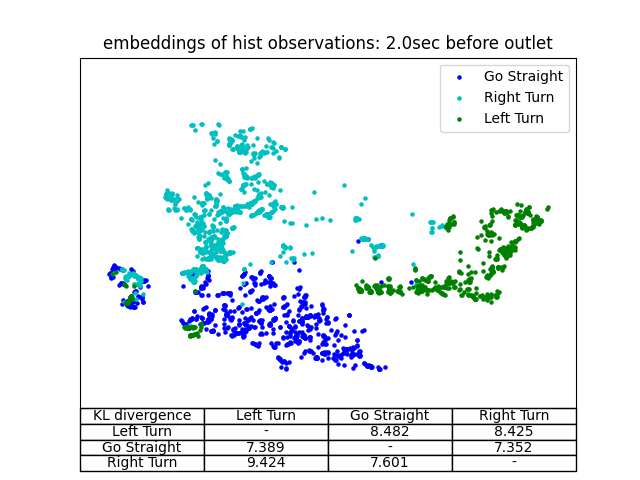 embeddings of hist observations: 2.0sec before outlet
Go Straight
Right Turn
Left Turn
KL divergence Left Turn Go Straight Right Turn
Left Turn - 8.482 8.425
Go Straight 7.389 - 7.352
Right Turn 9.424 7.601 -